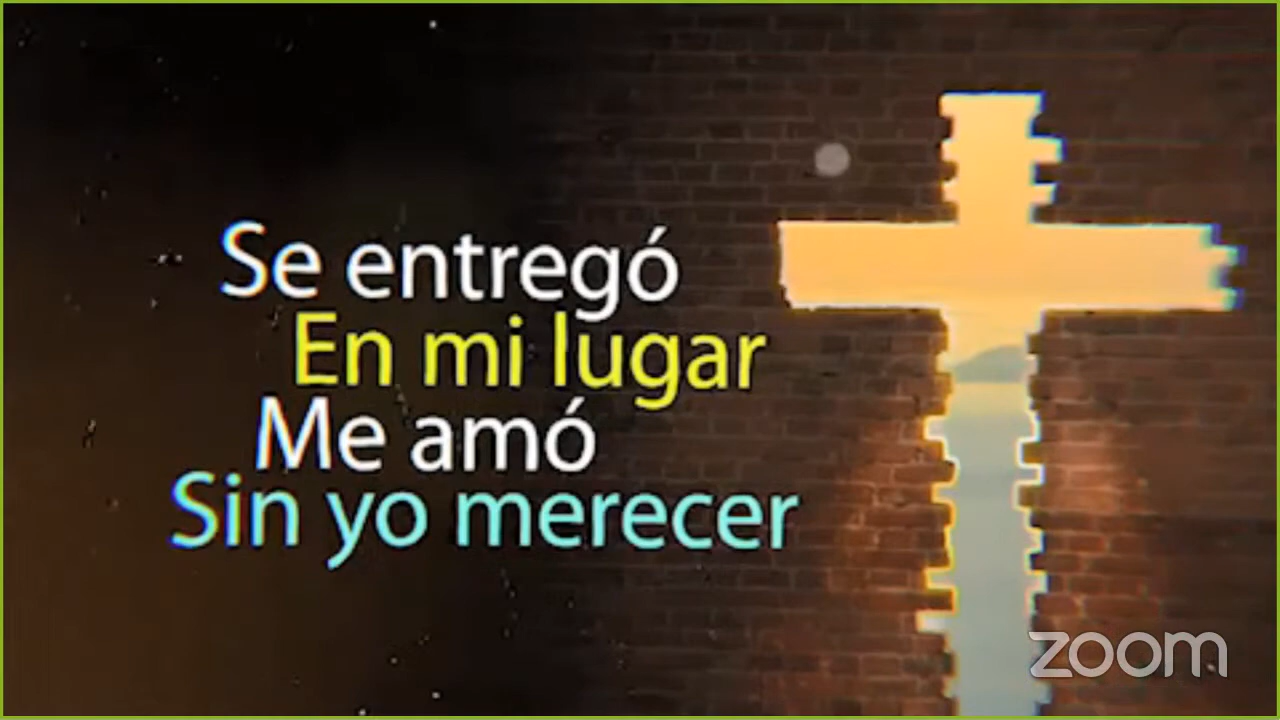 Se entregó
En mi lugar
Me amó
Sin yo merecer
zoom